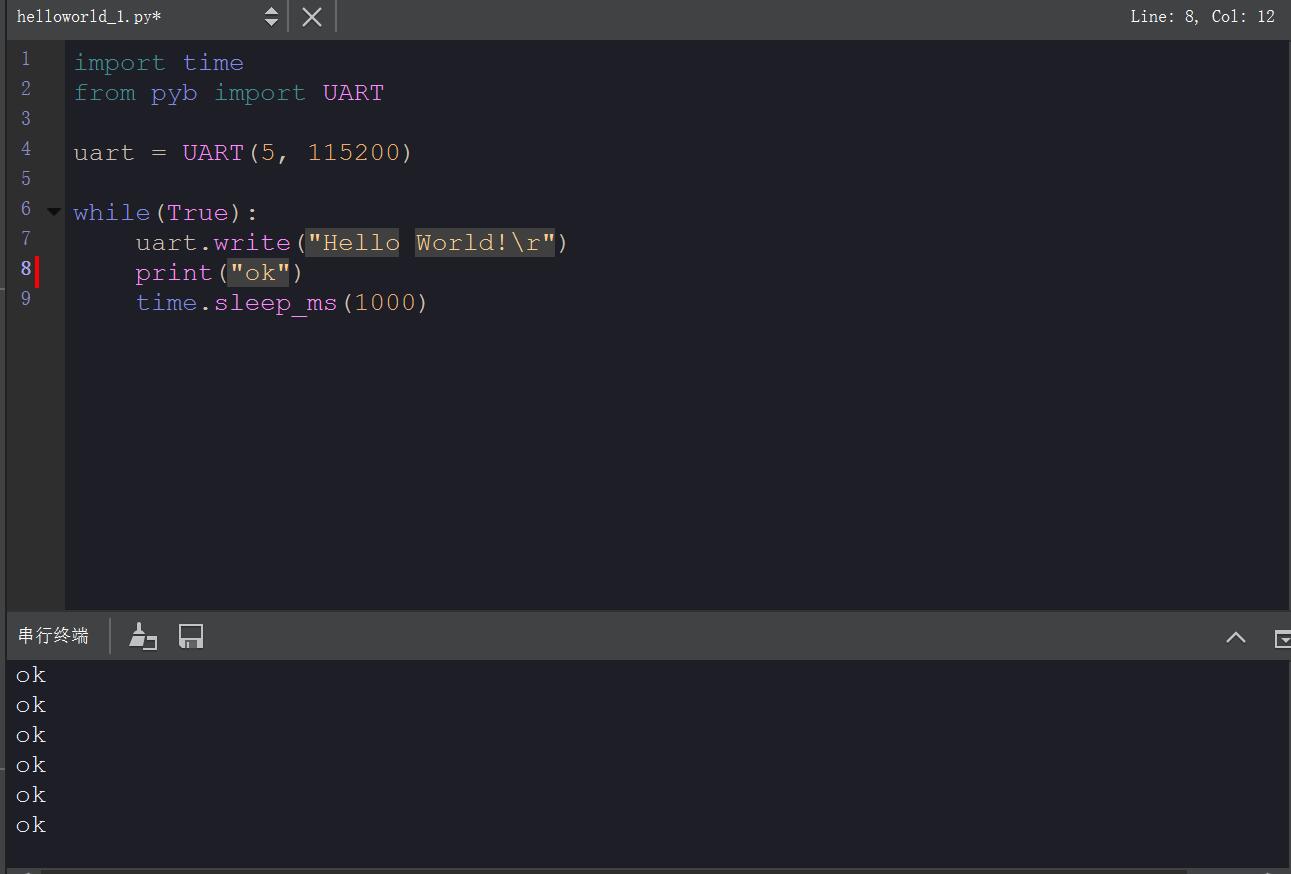 helloworld_1.py* Line: 8, Col: 12
1 import time
2 from pyb import UART
3
4 uart = UART(5, 115200)
5
6 while(True):
7     uart.write("Hello World!\r")
8     print("ok")
9     time.sleep_ms(1000)
串行终端
ok
ok
ok
ok
ok
ok